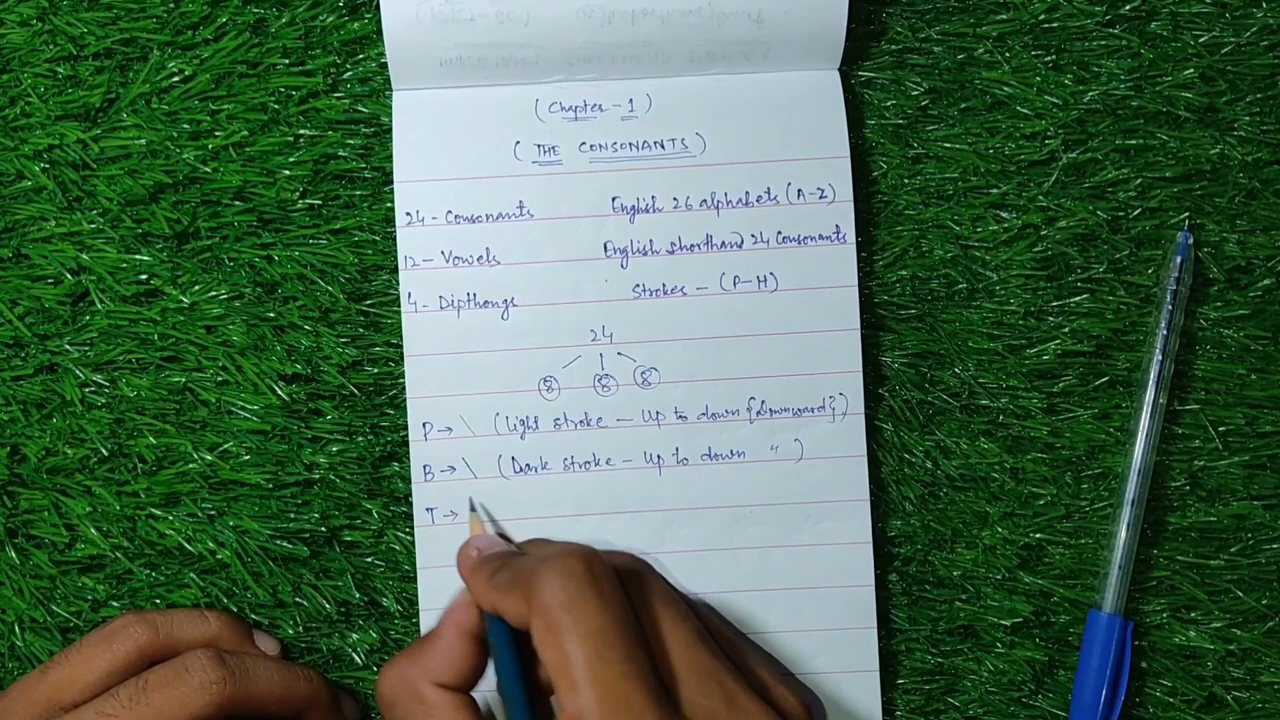 (Chapter - 1)
(THE CONSONANTS)
24 - Consonants English 26 alphabets (A-Z)
12 - Vowels English shorthand 24 Consonants
4 - Dipthongs Strokes - (P-H)
24
8 8 8
P → \ (Light stroke - Up to down {Downward})
B → \ (Dark stroke - Up to down ")
T →